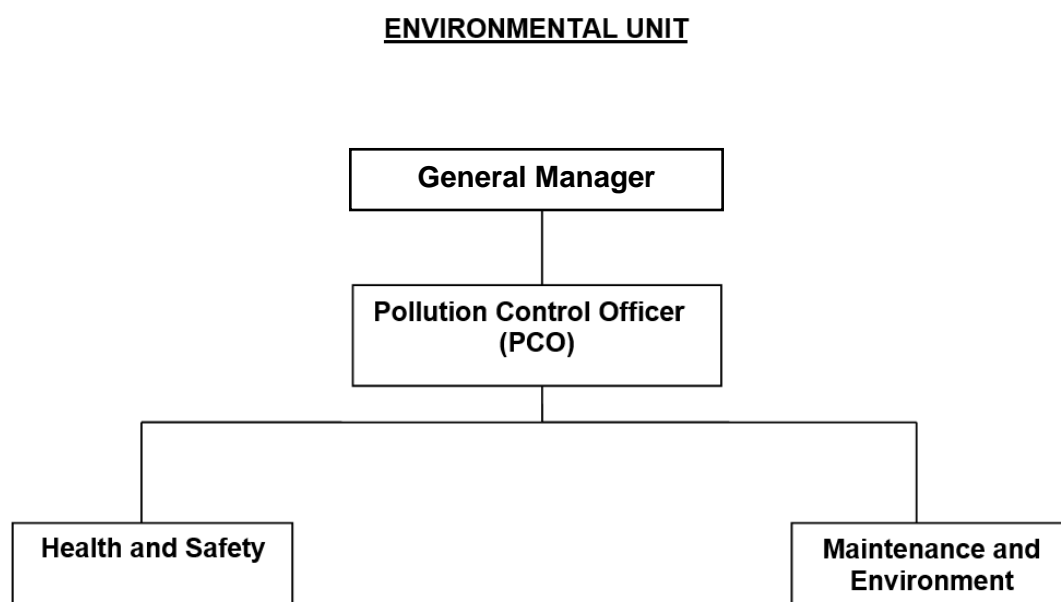 ENVIRONMENTAL UNIT
General Manager
Pollution Control Officer
(PCO)
Health and Safety
Maintenance and
Environment